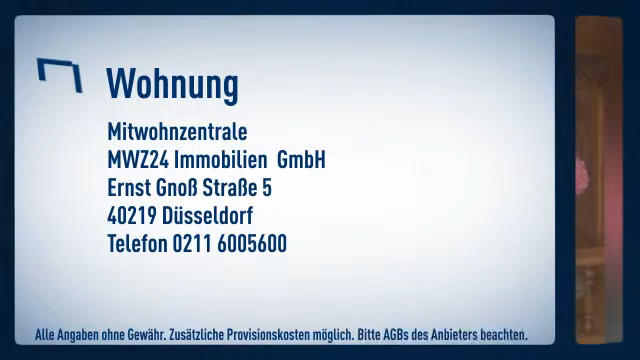 Wohnung
Mitwohnzentrale
MWZ24 Immobilien GmbH
Ernst Gnoß Straße 5
40219 Düsseldorf
Telefon 0211 6005600
Alle Angaben ohne Gewähr. Zusätzliche Provisionskosten möglich. Bitte AGBs des Anbieters beachten.